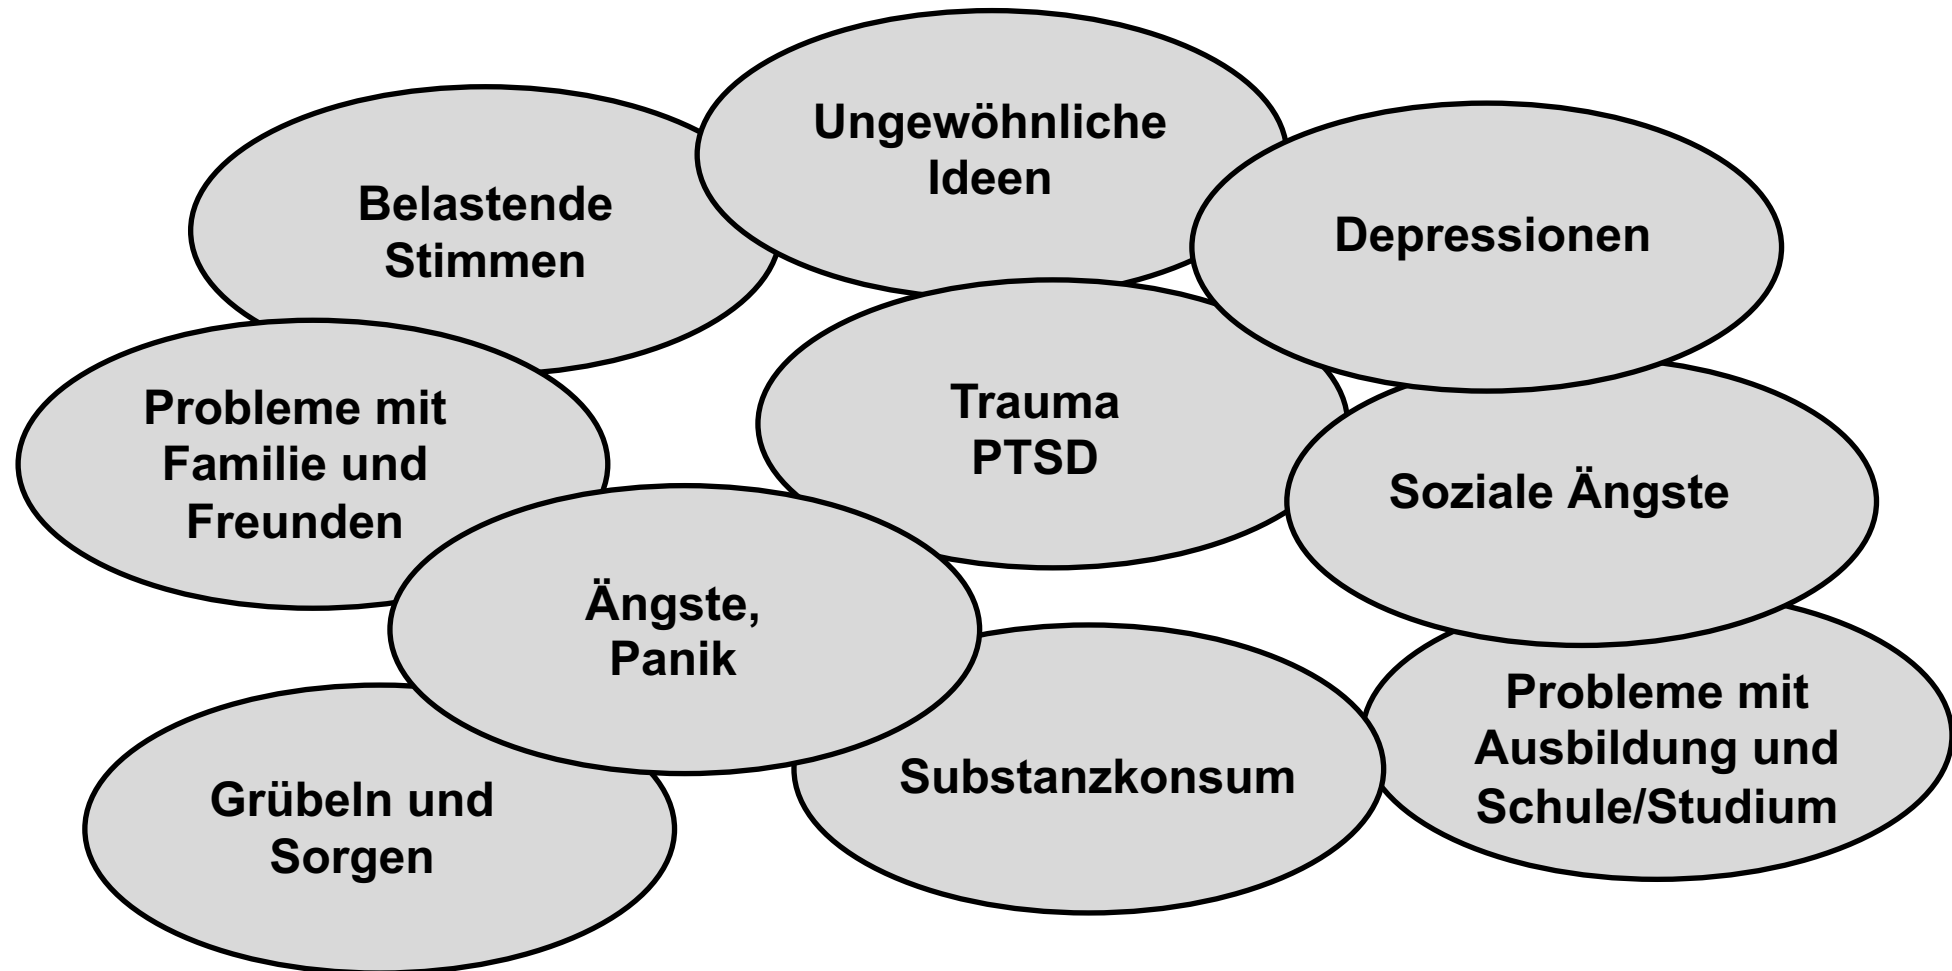 Ungewöhnliche
Ideen
Belastende
Stimmen
Depressionen
Probleme mit
Familie und
Freunden
Trauma
PTSD
Soziale Ängste
Ängste,
Panik
Probleme mit
Ausbildung und
Schule/Studium
Substanzkonsum
Grübeln und
Sorgen